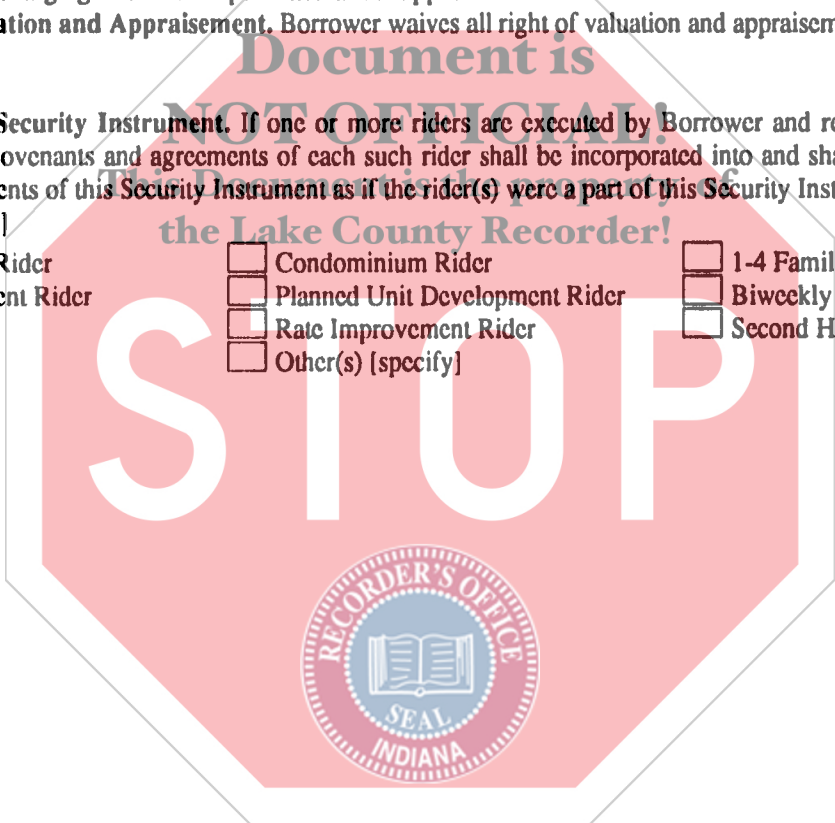 ation and Appraisement. Borrower waives all right of valuation and appraisem
Document is
NOT OFFICIAL!
Security Instrument. If one or more riders are executed by Borrower and re
ovenants and agreements of each such rider shall be incorporated into and sha
This Document is the property of
ents of this Security Instrument as if the rider(s) were a part of this Security Inst
]
the Lake County Recorder!
Rider
Condominium Rider
1-4 Famil
ent Rider
Planned Unit Development Rider
Biweekly
Rate Improvement Rider
Second H
Other(s) [specify]
STOP
RECORDER'S OFFICE
SEAL
INDIANA